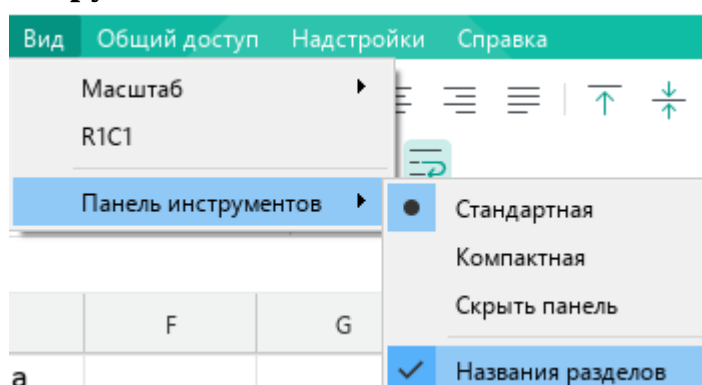 Вид Общий доступ Надстройки Справка
Масштаб
R1C1
Панель инструментов
Стандартная
Компактная
Скрыть панель
Названия разделов
F G
а